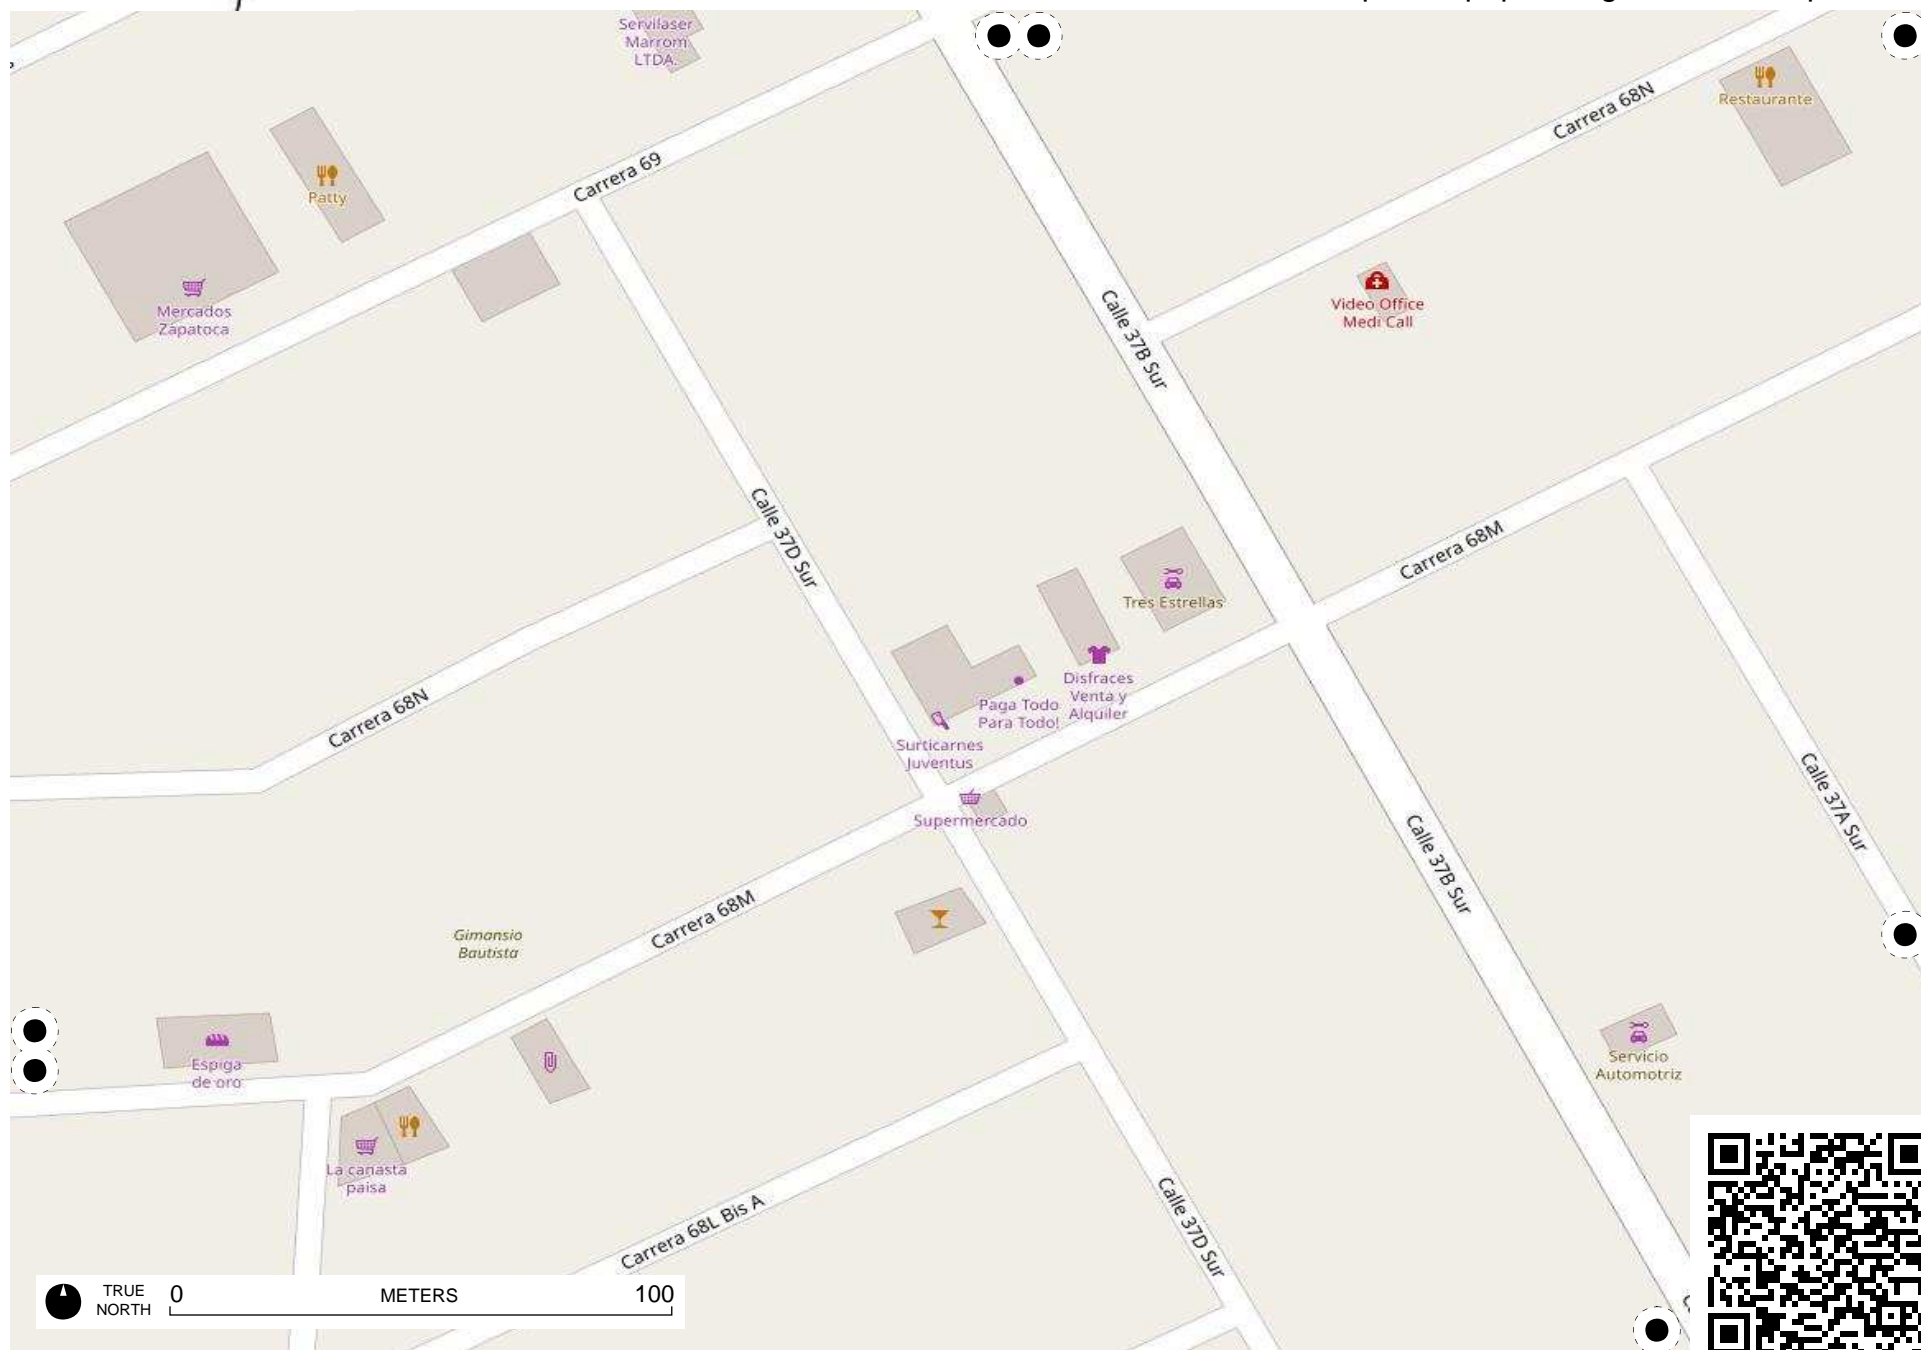 Servilaser
Marrom
LTDA.
Restaurante
Carrera 68N
Carrera 69
Patty
Mercados
Zapatoca
Calle 37B Sur
Video Office
Medi Call
Calle 37D Sur
Carrera 68M
Tres Estrellas
Disfraces
Venta y
Alquiler
Paga Todo
Para Todo!
Surticarnes
Juventus
Carrera 68N
Supermercado
Calle 37A Sur
Calle 37B Sur
Carrera 68M
Gimansio
Bautista
Espiga
de oro
Servicio
Automotriz
La canasta
paisa
Carrera 68L Bis A
Calle 37D Sur
TRUE
NORTH
0 METERS 100